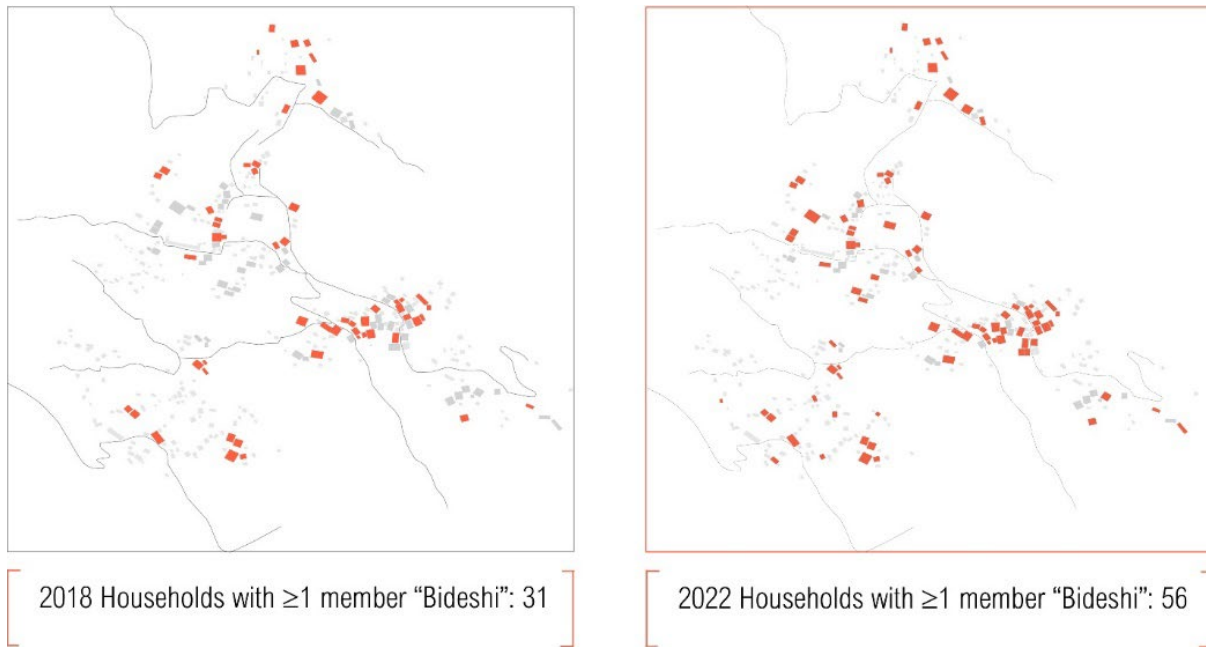 2018 Households with ≥1 member “Bideshi”: 31
2022 Households with ≥1 member “Bideshi”: 56